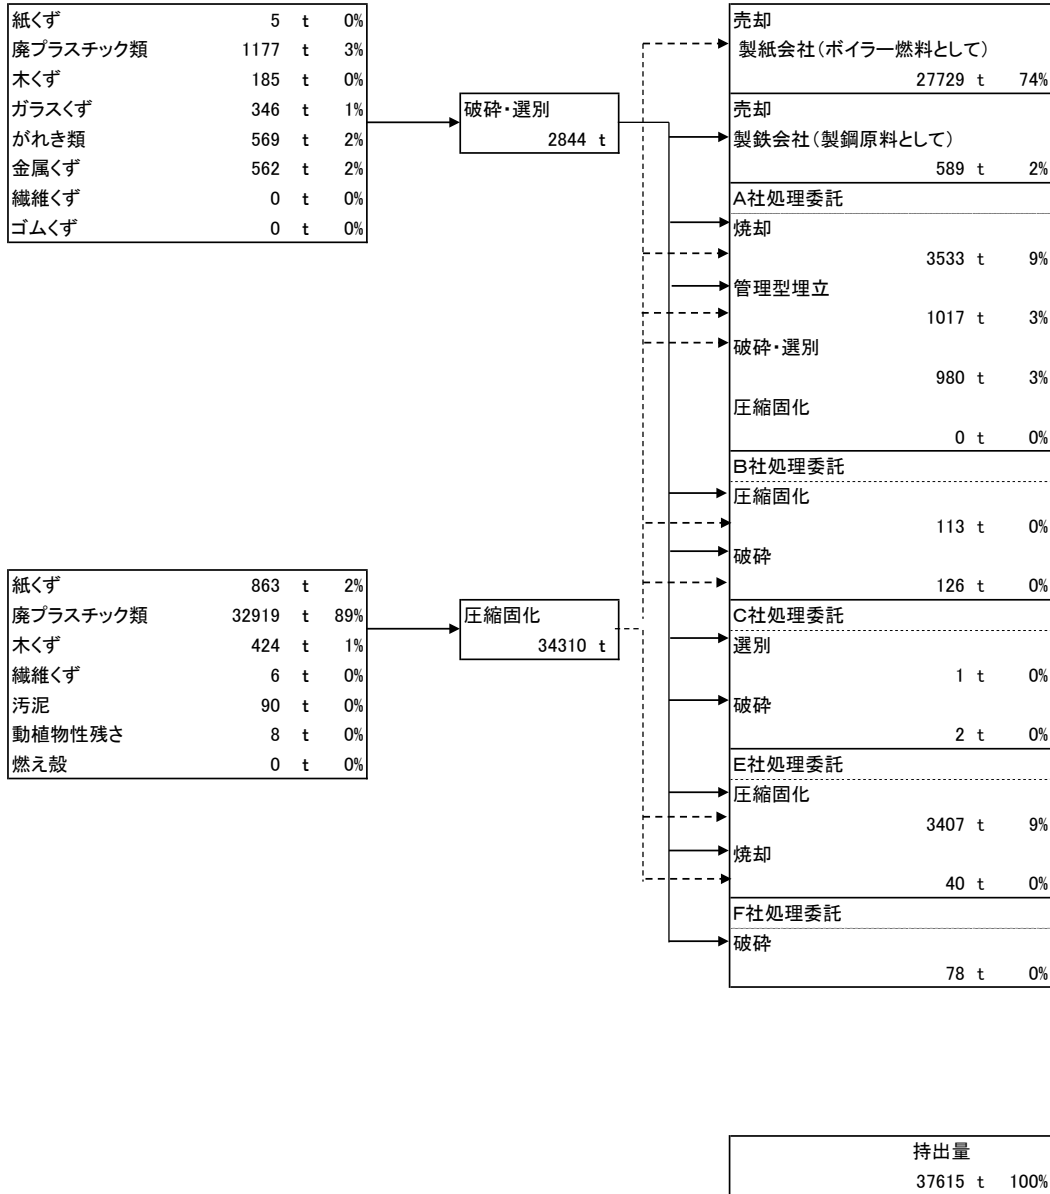 紙くず 5 t 0%
廃プラスチック類 1177 t 3%
木くず 185 t 0%
ガラスくず 346 t 1%
がれき類 569 t 2%
金属くず 562 t 2%
繊維くず 0 t 0%
ゴムくず 0 t 0%
破砕・選別
2844 t
紙くず 863 t 2%
廃プラスチック類 32919 t 89%
木くず 424 t 1%
繊維くず 6 t 0%
汚泥 90 t 0%
動植物性残さ 8 t 0%
燃え殻 0 t 0%
圧縮固化
34310 t
売却
製紙会社(ボイラー燃料として)
27729 t 74%
売却
製鉄会社(製鋼原料として)
589 t 2%
A社処理委託
焼却
3533 t 9%
管理型埋立
1017 t 3%
破砕・選別
980 t 3%
圧縮固化
0 t 0%
B社処理委託
圧縮固化
113 t 0%
破砕
126 t 0%
C社処理委託
選別
1 t 0%
破砕
2 t 0%
E社処理委託
圧縮固化
3407 t 9%
焼却
40 t 0%
F社処理委託
破砕
78 t 0%
持出量
37615 t 100%